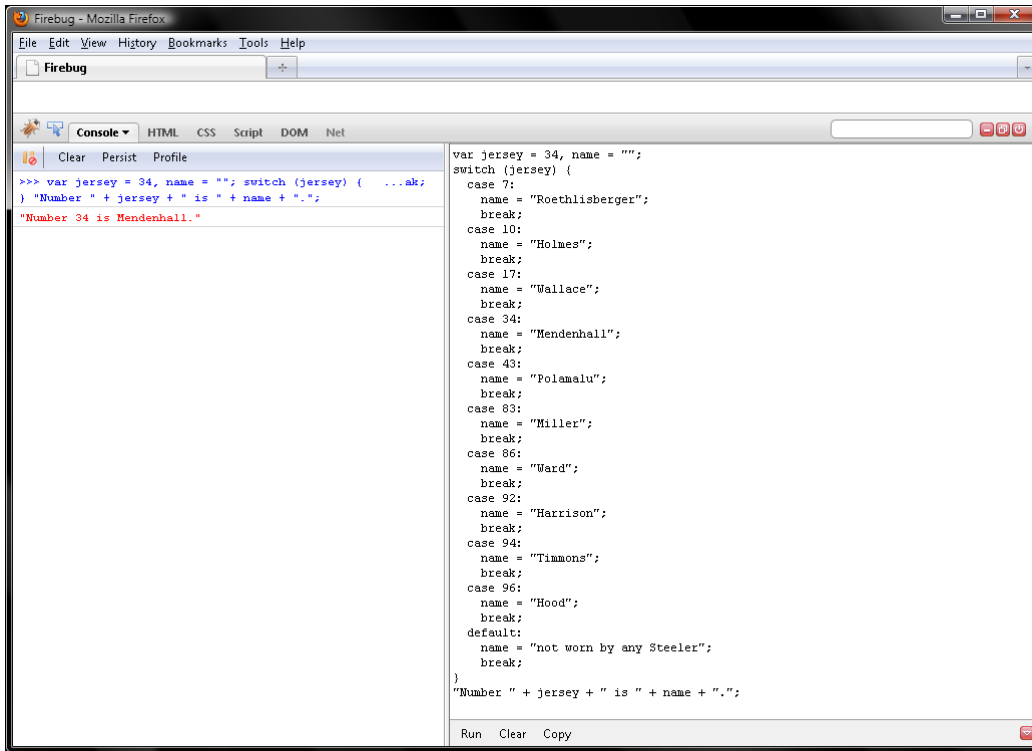 Firebug - Mozilla Firefox
File Edit View History Bookmarks Tools Help
Firebug
Console HTML CSS Script DOM Net
Clear Persist Profile
>>> var jersey = 34, name = ""; switch (jersey) { ...ak;
} "Number " + jersey + " is " + name + ".";
"Number 34 is Mendenhall."
var jersey = 34, name = "";
switch (jersey) {
case 7:
name = "Roethlisberger";
break;
case 10:
name = "Holmes";
break;
case 17:
name = "Wallace";
break;
case 34:
name = "Mendenhall";
break;
case 43:
name = "Polamalu";
break;
case 83:
name = "Miller";
break;
case 86:
name = "Ward";
break;
case 92:
name = "Harrison";
break;
case 94:
name = "Timmons";
break;
case 96:
name = "Hood";
break;
default:
name = "not worn by any Steeler";
break;
}
"Number " + jersey + " is " + name + ".";
Run Clear Copy